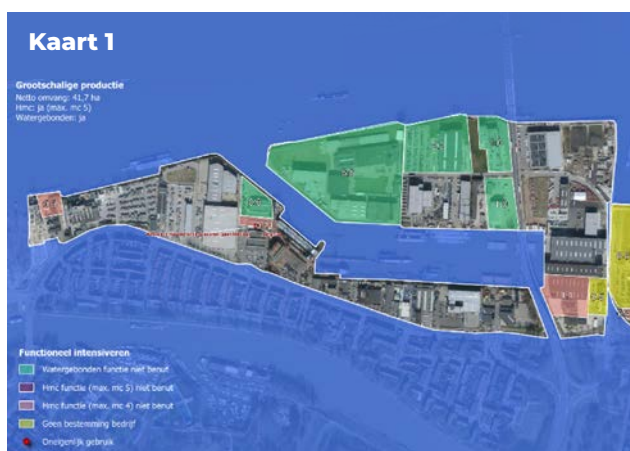 Kaart 1
Grootschalige productie
Netto omvang: 41,7 ha
Hmc: ja (max. mc 5)
Watergebonden: ja
Functioneel intensiveren
Watergebonden functie niet benut
Hmc functie (max. mc 5) niet benut
Hmc functie (max. mc 4) niet benut
Geen bestemming bedrijf
Oneigenlijk gebruik